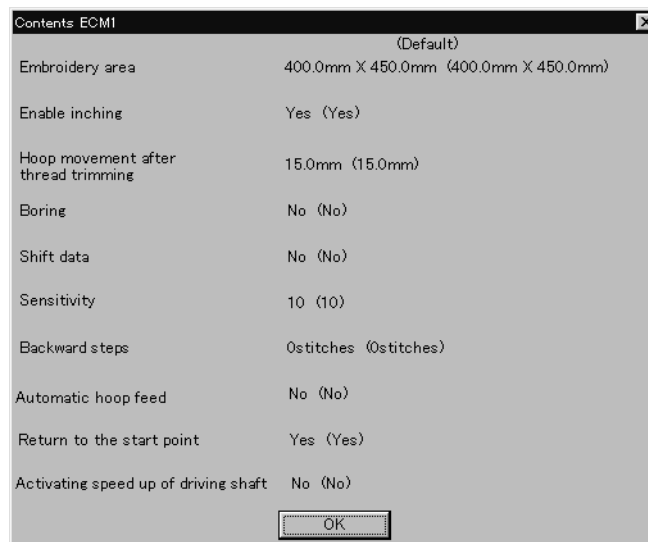 Contents ECM1
(Default)
Embroidery area 400.0mm X 450.0mm (400.0mm X 450.0mm)
Enable inching Yes (Yes)
Hoop movement after
thread trimming 15.0mm (15.0mm)
Boring No (No)
Shift data No (No)
Sensitivity 10 (10)
Backward steps 0stitches (0stitches)
Automatic hoop feed No (No)
Return to the start point Yes (Yes)
Activating speed up of driving shaft No (No)
OK